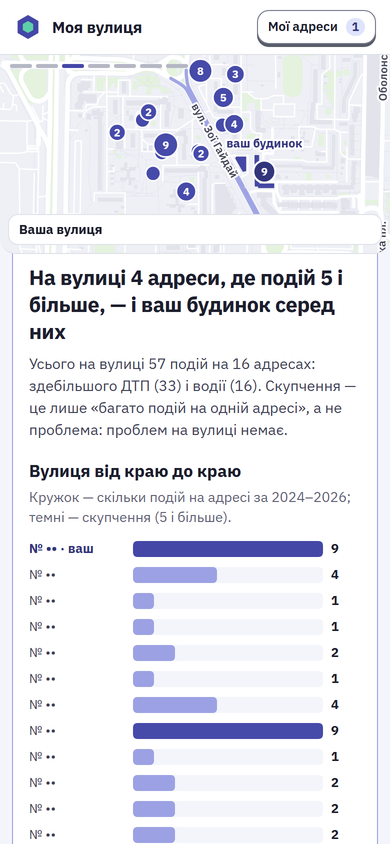 Моя вулиця
Мої адреси 1
Оболонс
8
3
5
2
4
2
9
2
4
вул. Зої Гайдай
ваш будинок
9
ка пл.
Ваша вулиця
На вулиці 4 адреси, де подій 5 і
більше, — і ваш будинок серед
них
Усього на вулиці 57 подій на 16 адресах:
здебільшого ДТП (33) і водії (16). Скупчення —
це лише «багато подій на одній адресі», а не
проблема: проблем на вулиці немає.
Вулиця від краю до краю
Кружок — скільки подій на адресі за 2024–2026;
темні — скупчення (5 і більше).
№ •• · ваш 9
№ •• 4
№ •• 1
№ •• 1
№ •• 2
№ •• 1
№ •• 4
№ •• 9
№ •• 1
№ •• 2
№ •• 2
№ •• 2